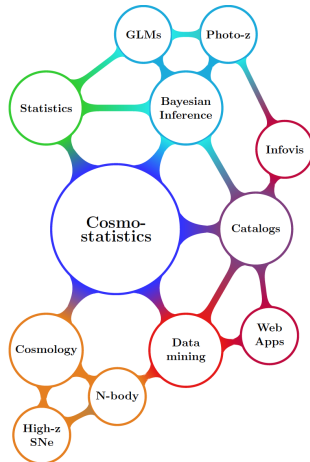 GLMs
Photo-z
Statistics
Bayesian
Inference
Infovis
Cosmo-
statistics
Catalogs
Cosmology
Data
mining
Web
Apps
N-body
High-z
SNe